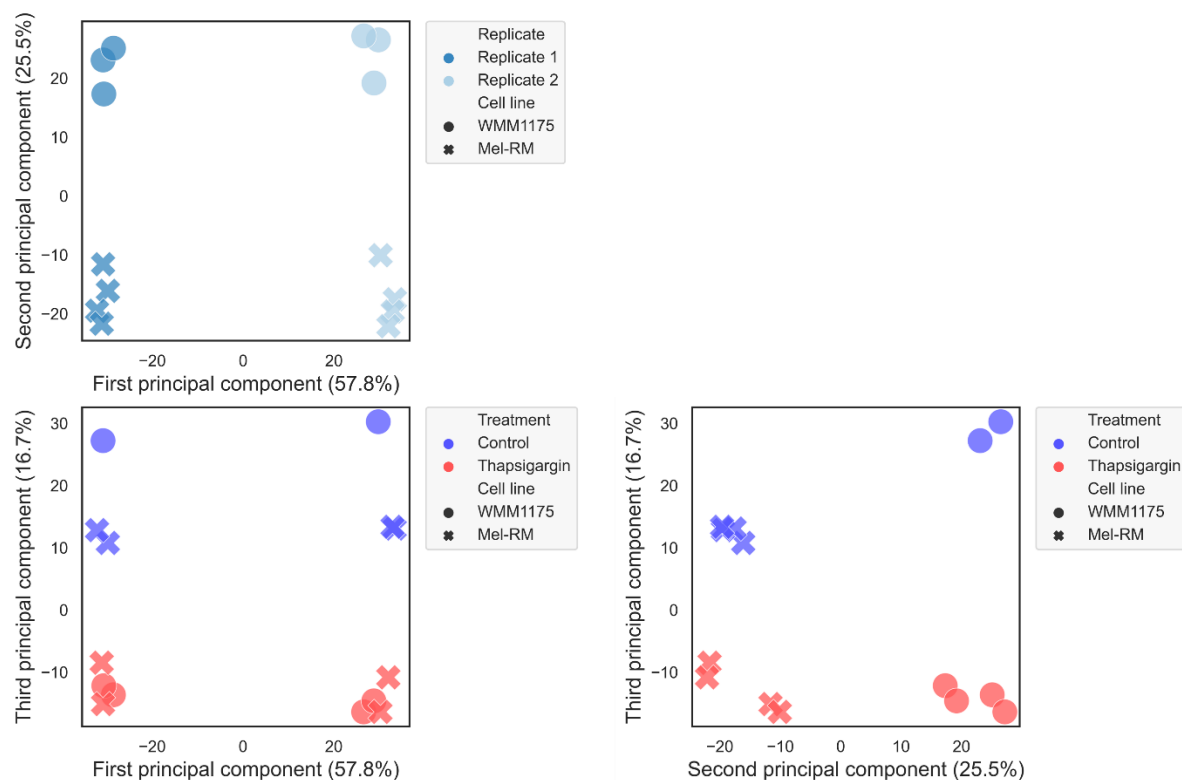 Second principal component (25.5%)
20
10
0
−10
−20
−20
0
20
First principal component (57.8%)
Replicate
Replicate 1
Replicate 2
Cell line
WMM1175
Mel-RM
Third principal component (16.7%)
30
20
10
0
−10
−20
0
20
First principal component (57.8%)
Treatment
Control
Thapsigargin
Cell line
WMM1175
Mel-RM
Third principal component (16.7%)
30
20
10
0
−10
−20
−10
0
10
20
Second principal component (25.5%)
Treatment
Control
Thapsigargin
Cell line
WMM1175
Mel-RM